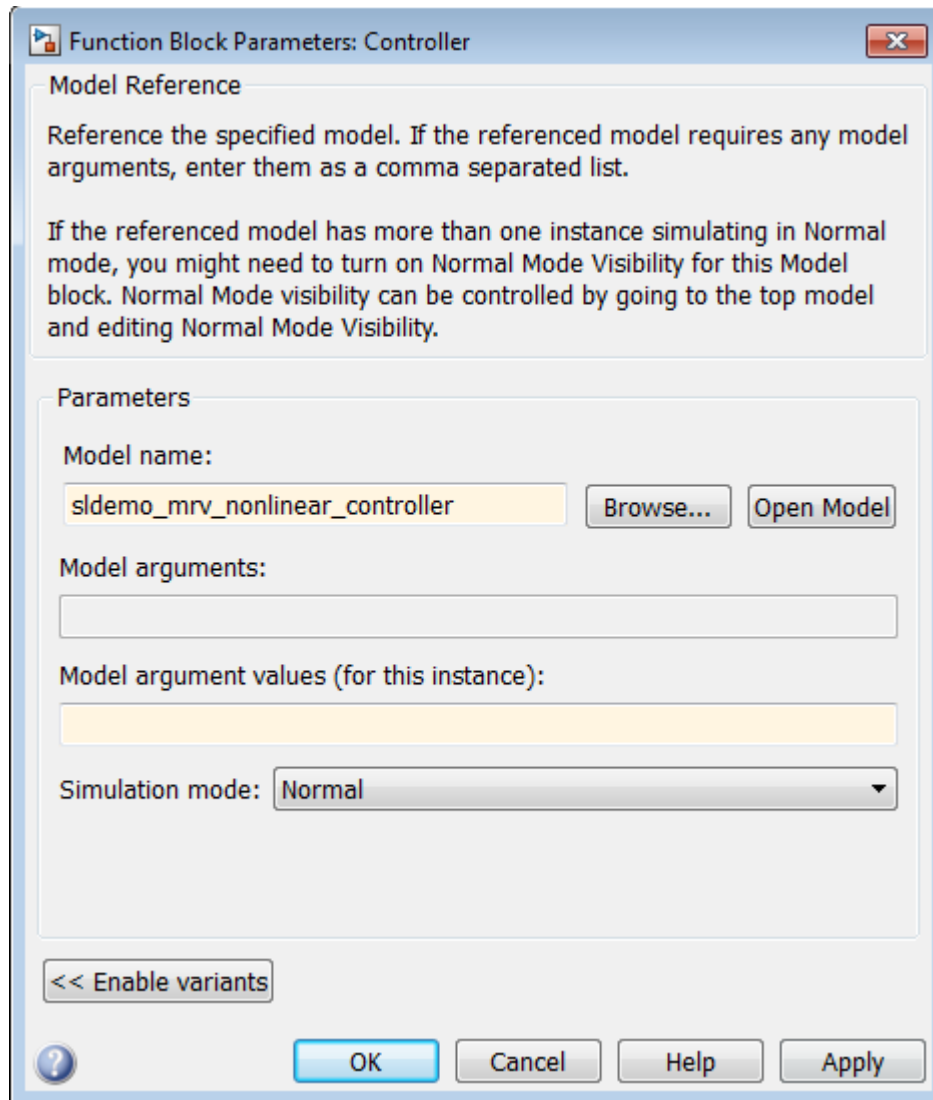 Function Block Parameters: Controller
Model Reference
Reference the specified model. If the referenced model requires any model
arguments, enter them as a comma separated list.
If the referenced model has more than one instance simulating in Normal
mode, you might need to turn on Normal Mode Visibility for this Model
block. Normal Mode visibility can be controlled by going to the top model
and editing Normal Mode Visibility.
Parameters
Model name:
sldemo_mrv_nonlinear_controller Browse... Open Model
Model arguments:
Model argument values (for this instance):
Simulation mode: Normal
<< Enable variants
? OK Cancel Help Apply